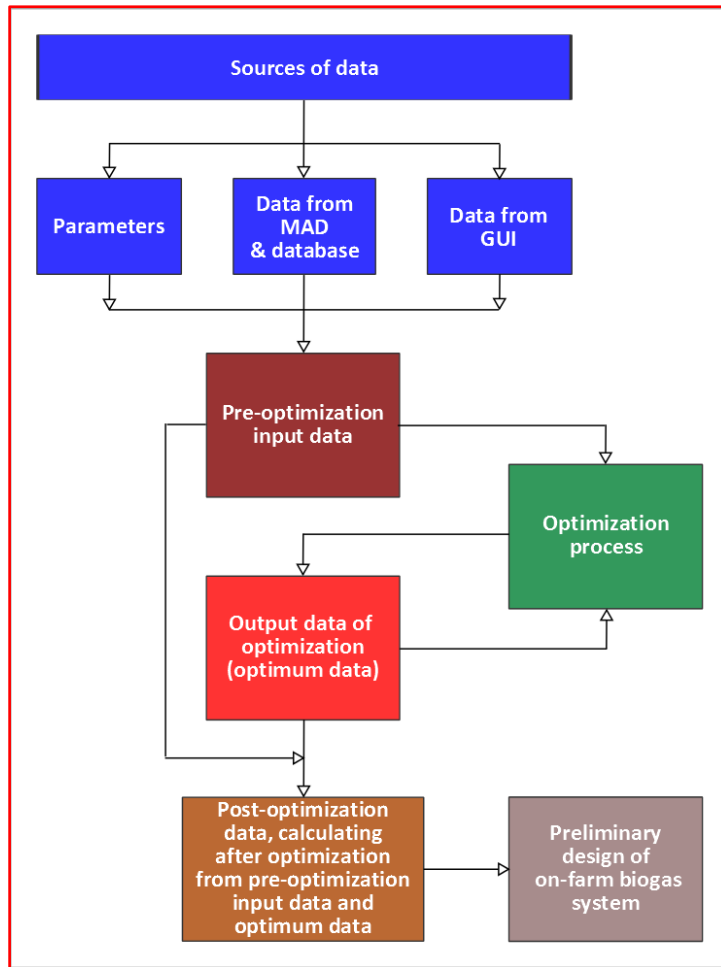 Sources of data
Parameters
Data from
MAD
& database
Data from
GUI
Pre-optimization
input data
Optimization
process
Output data of
optimization
(optimum data)
Post-optimization
data, calculating
after optimization
from pre-optimization
input data and
optimum data
Preliminary
design of
on-farm biogas
system